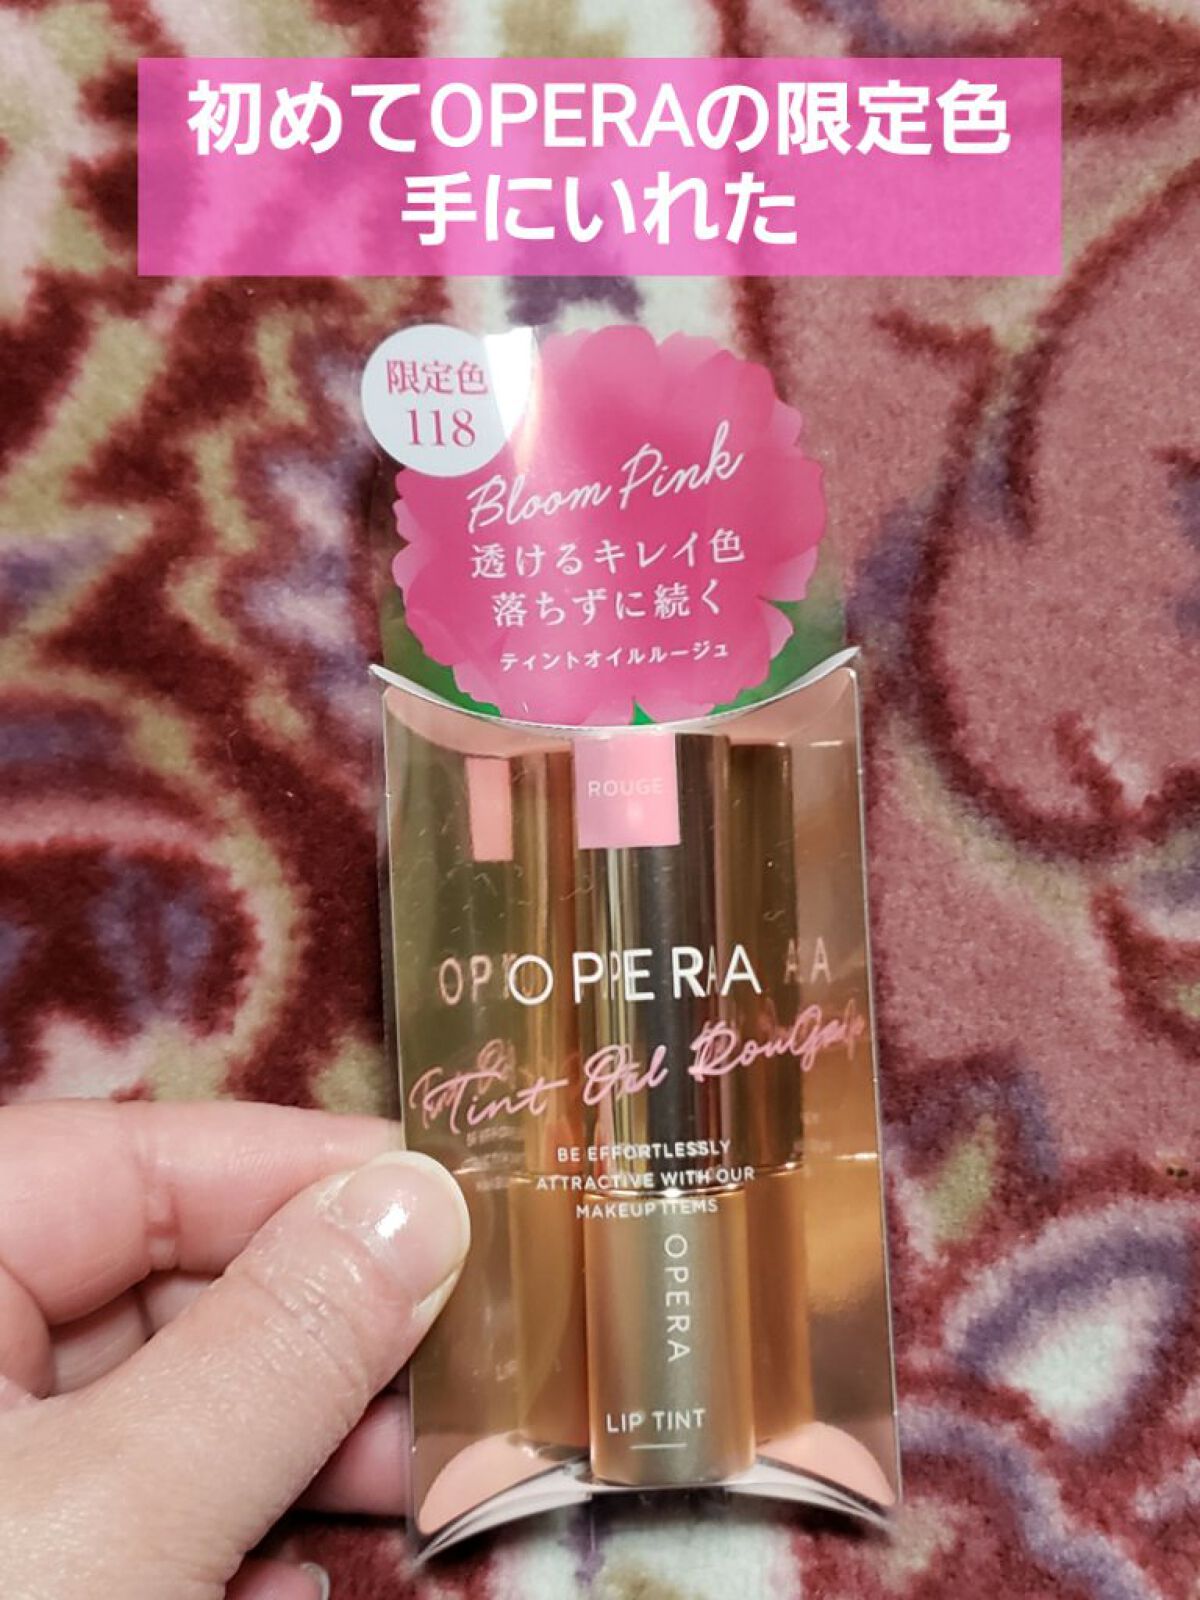 初めてOPERAの限定色
手にいれた
限定色
118
Bloom Pink
透けるキレイ色
落ちずに続く
ティントオイルルージュ
ROUGE
OPERA
Tint Oil Rouge
BE EFFORTLESSLY
ATTRACTIVE WITH OUR
MAKEUP ITEMS
OPERA
LIP TINT